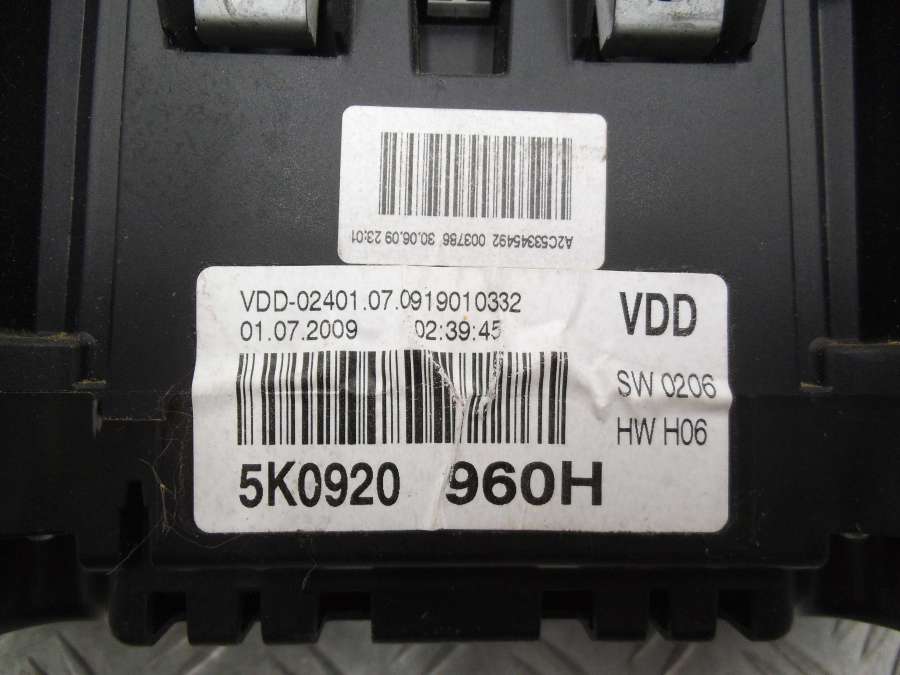 A2C53345492 003786 30.06.09 23:01
VDD-02401.07.0919010332
01.07.2009 02:39:45
VDD
SW 0206
HW H06
5K0920 960H